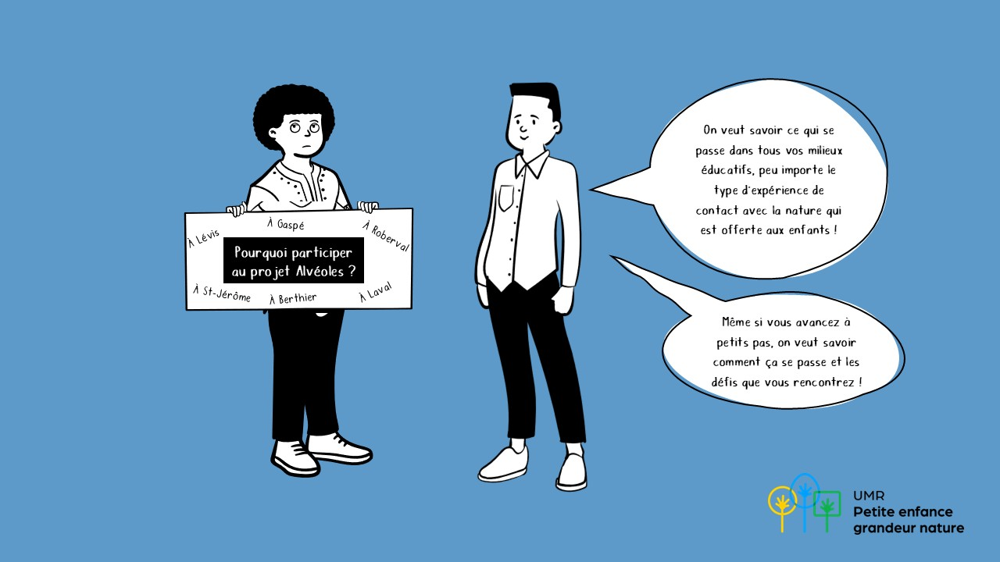 À Lévis
À Gaspé
À Roberval
Pourquoi participer
au projet Alvéoles ?
À St-Jérôme
À Berthier
À Laval
On veut savoir ce qui se
passe dans tous vos milieux
éducatifs, peu importe le
type d'expérience de
contact avec la nature qui
est offerte aux enfants !
Même si vous avancez à
petits pas, on veut savoir
comment ça se passe et les
défis que vous rencontrez !
UMR
Petite enfance
grandeur nature